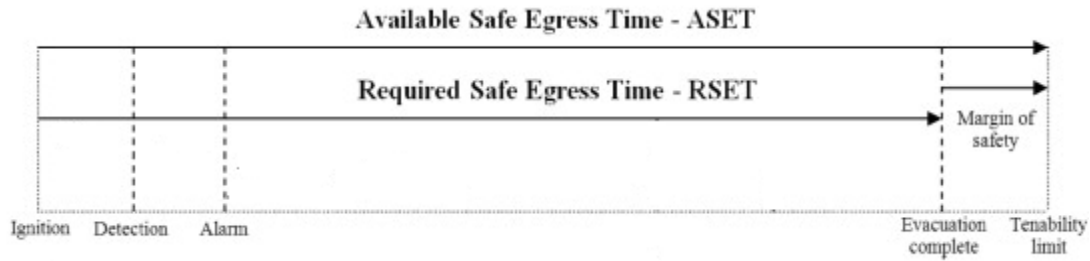 Available Safe Egress Time - ASET
Required Safe Egress Time - RSET
Margin of
safety
Ignition
Detection
Alarm
Evacuation
complete
Tenability
limit